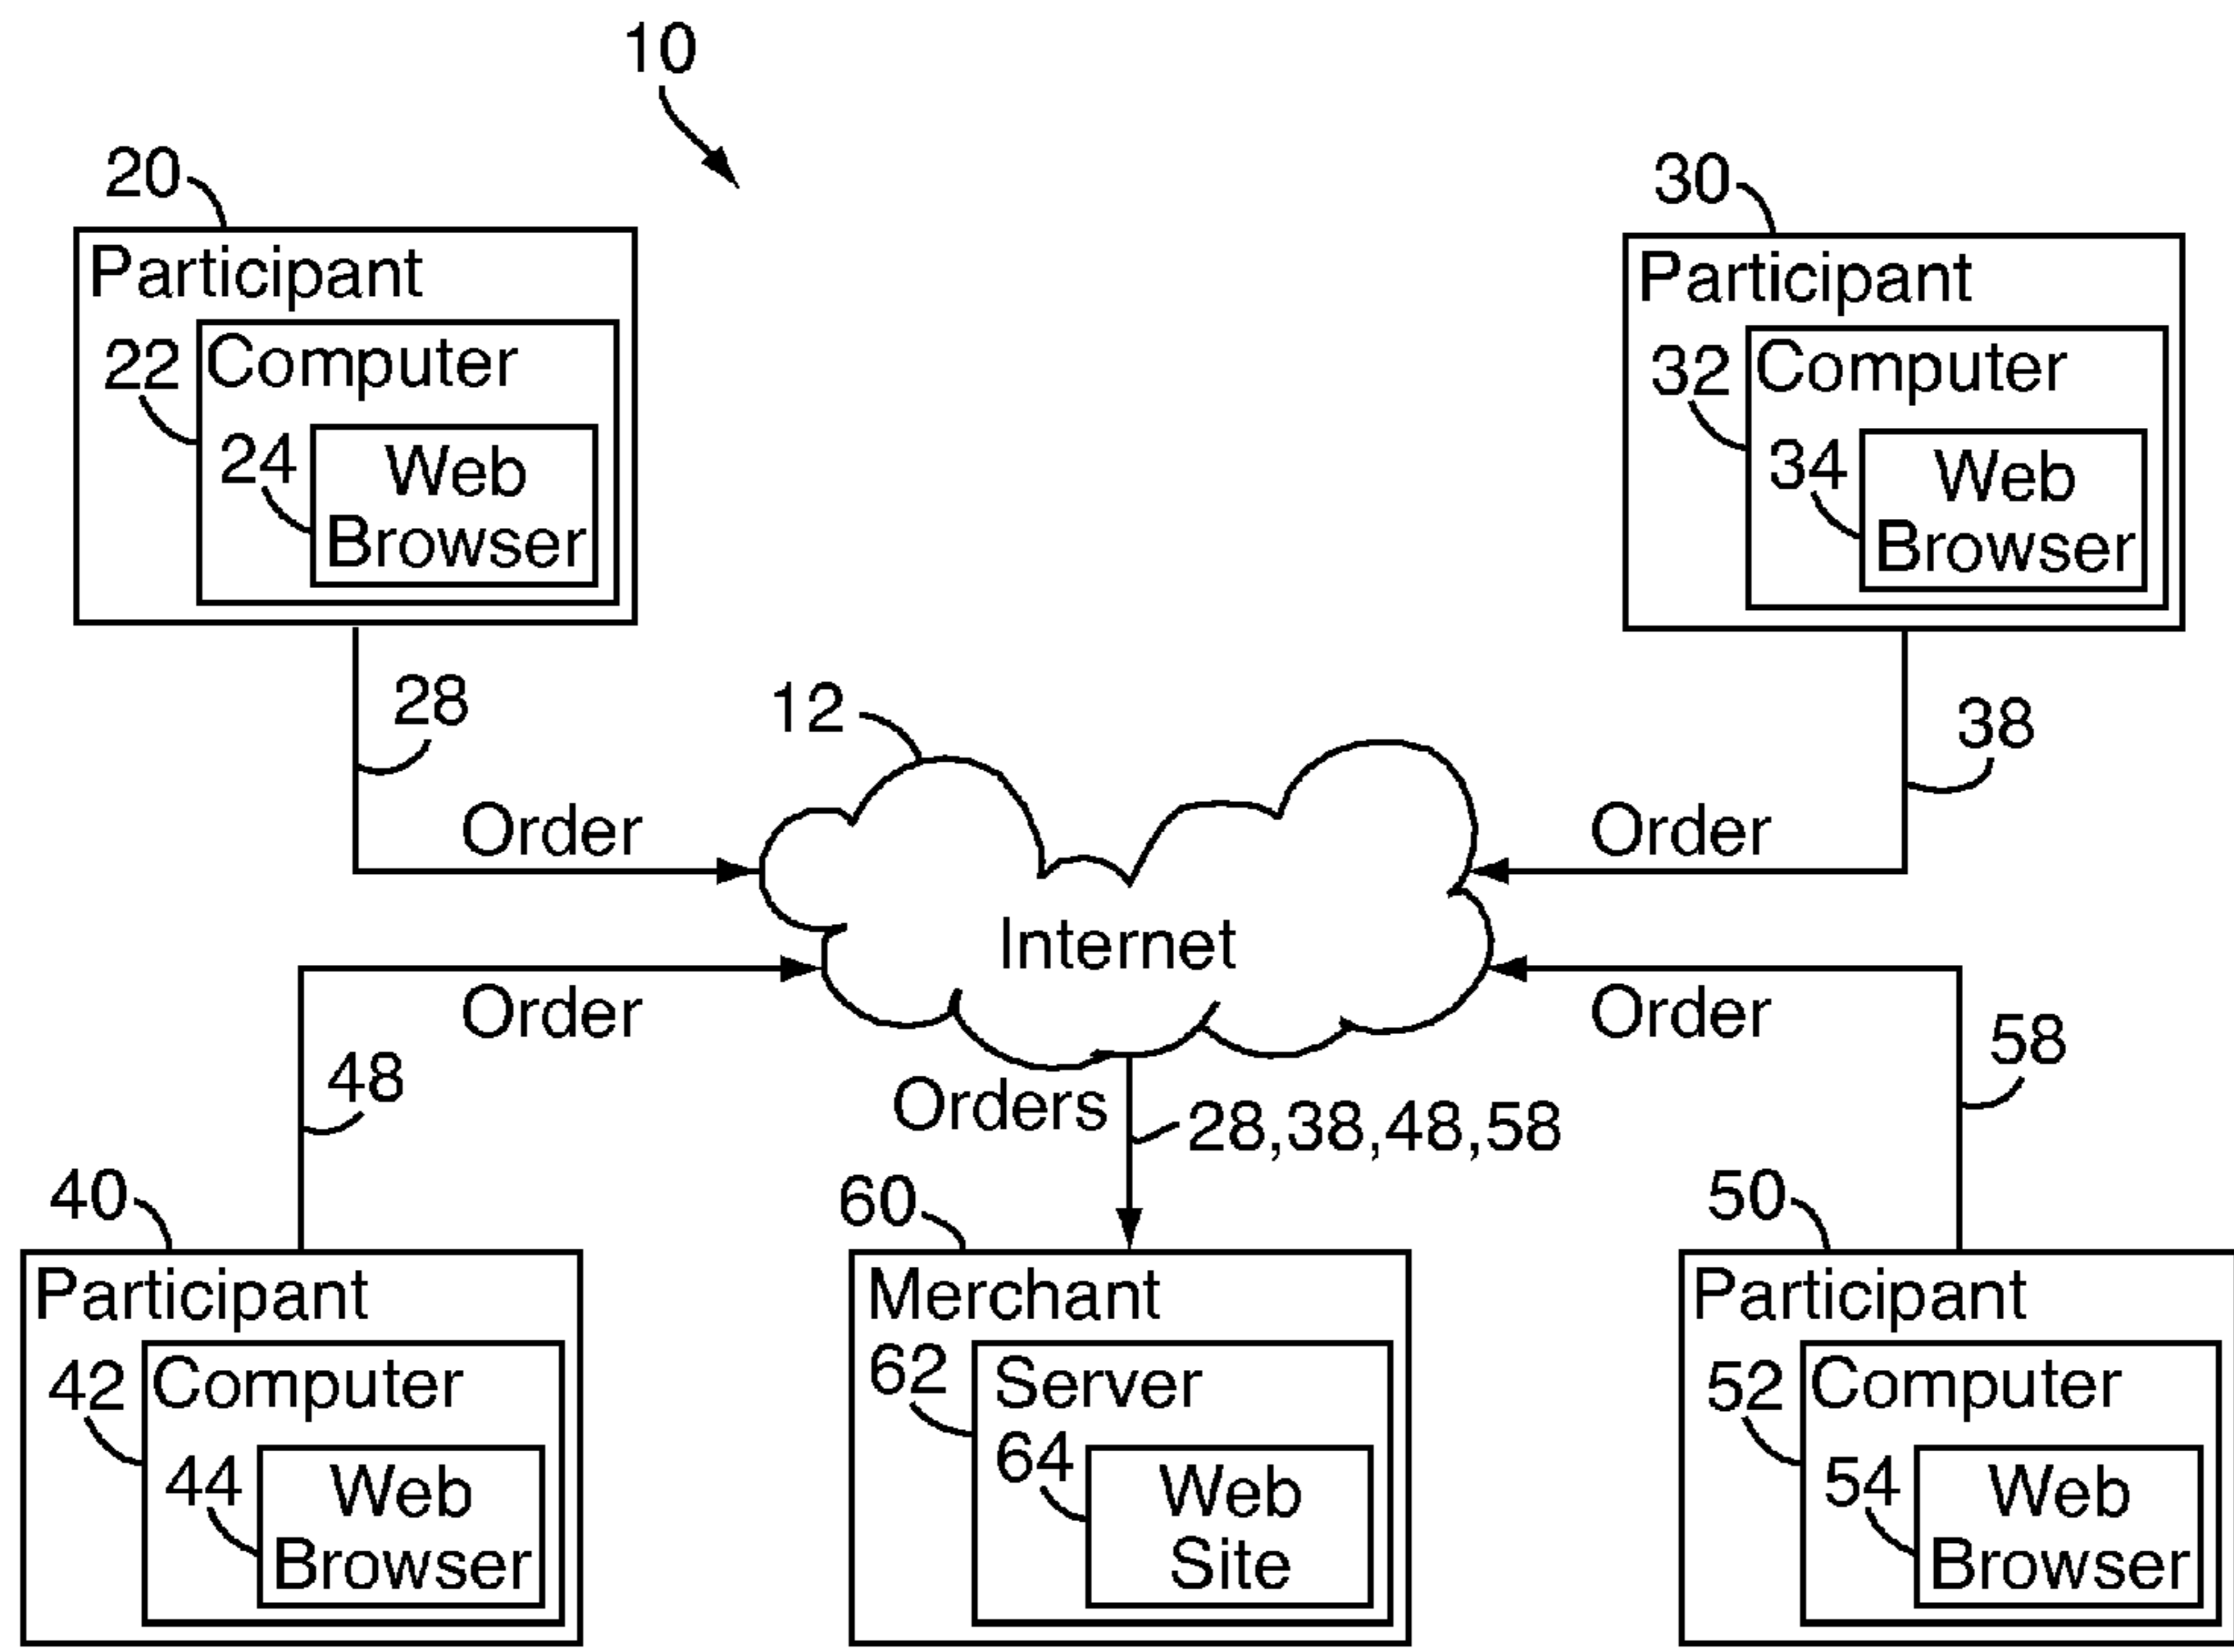 10
20
Participant
22
Computer
24
Web
Browser
30
Participant
32
Computer
34
Web
Browser
28
Order
12
Internet
38
Order
48
Order
58
Order
Orders
28,38,48,58
40
Participant
42
Computer
44
Web
Browser
60
Merchant
62
Server
64
Web
Site
50
Participant
52
Computer
54
Web
Browser